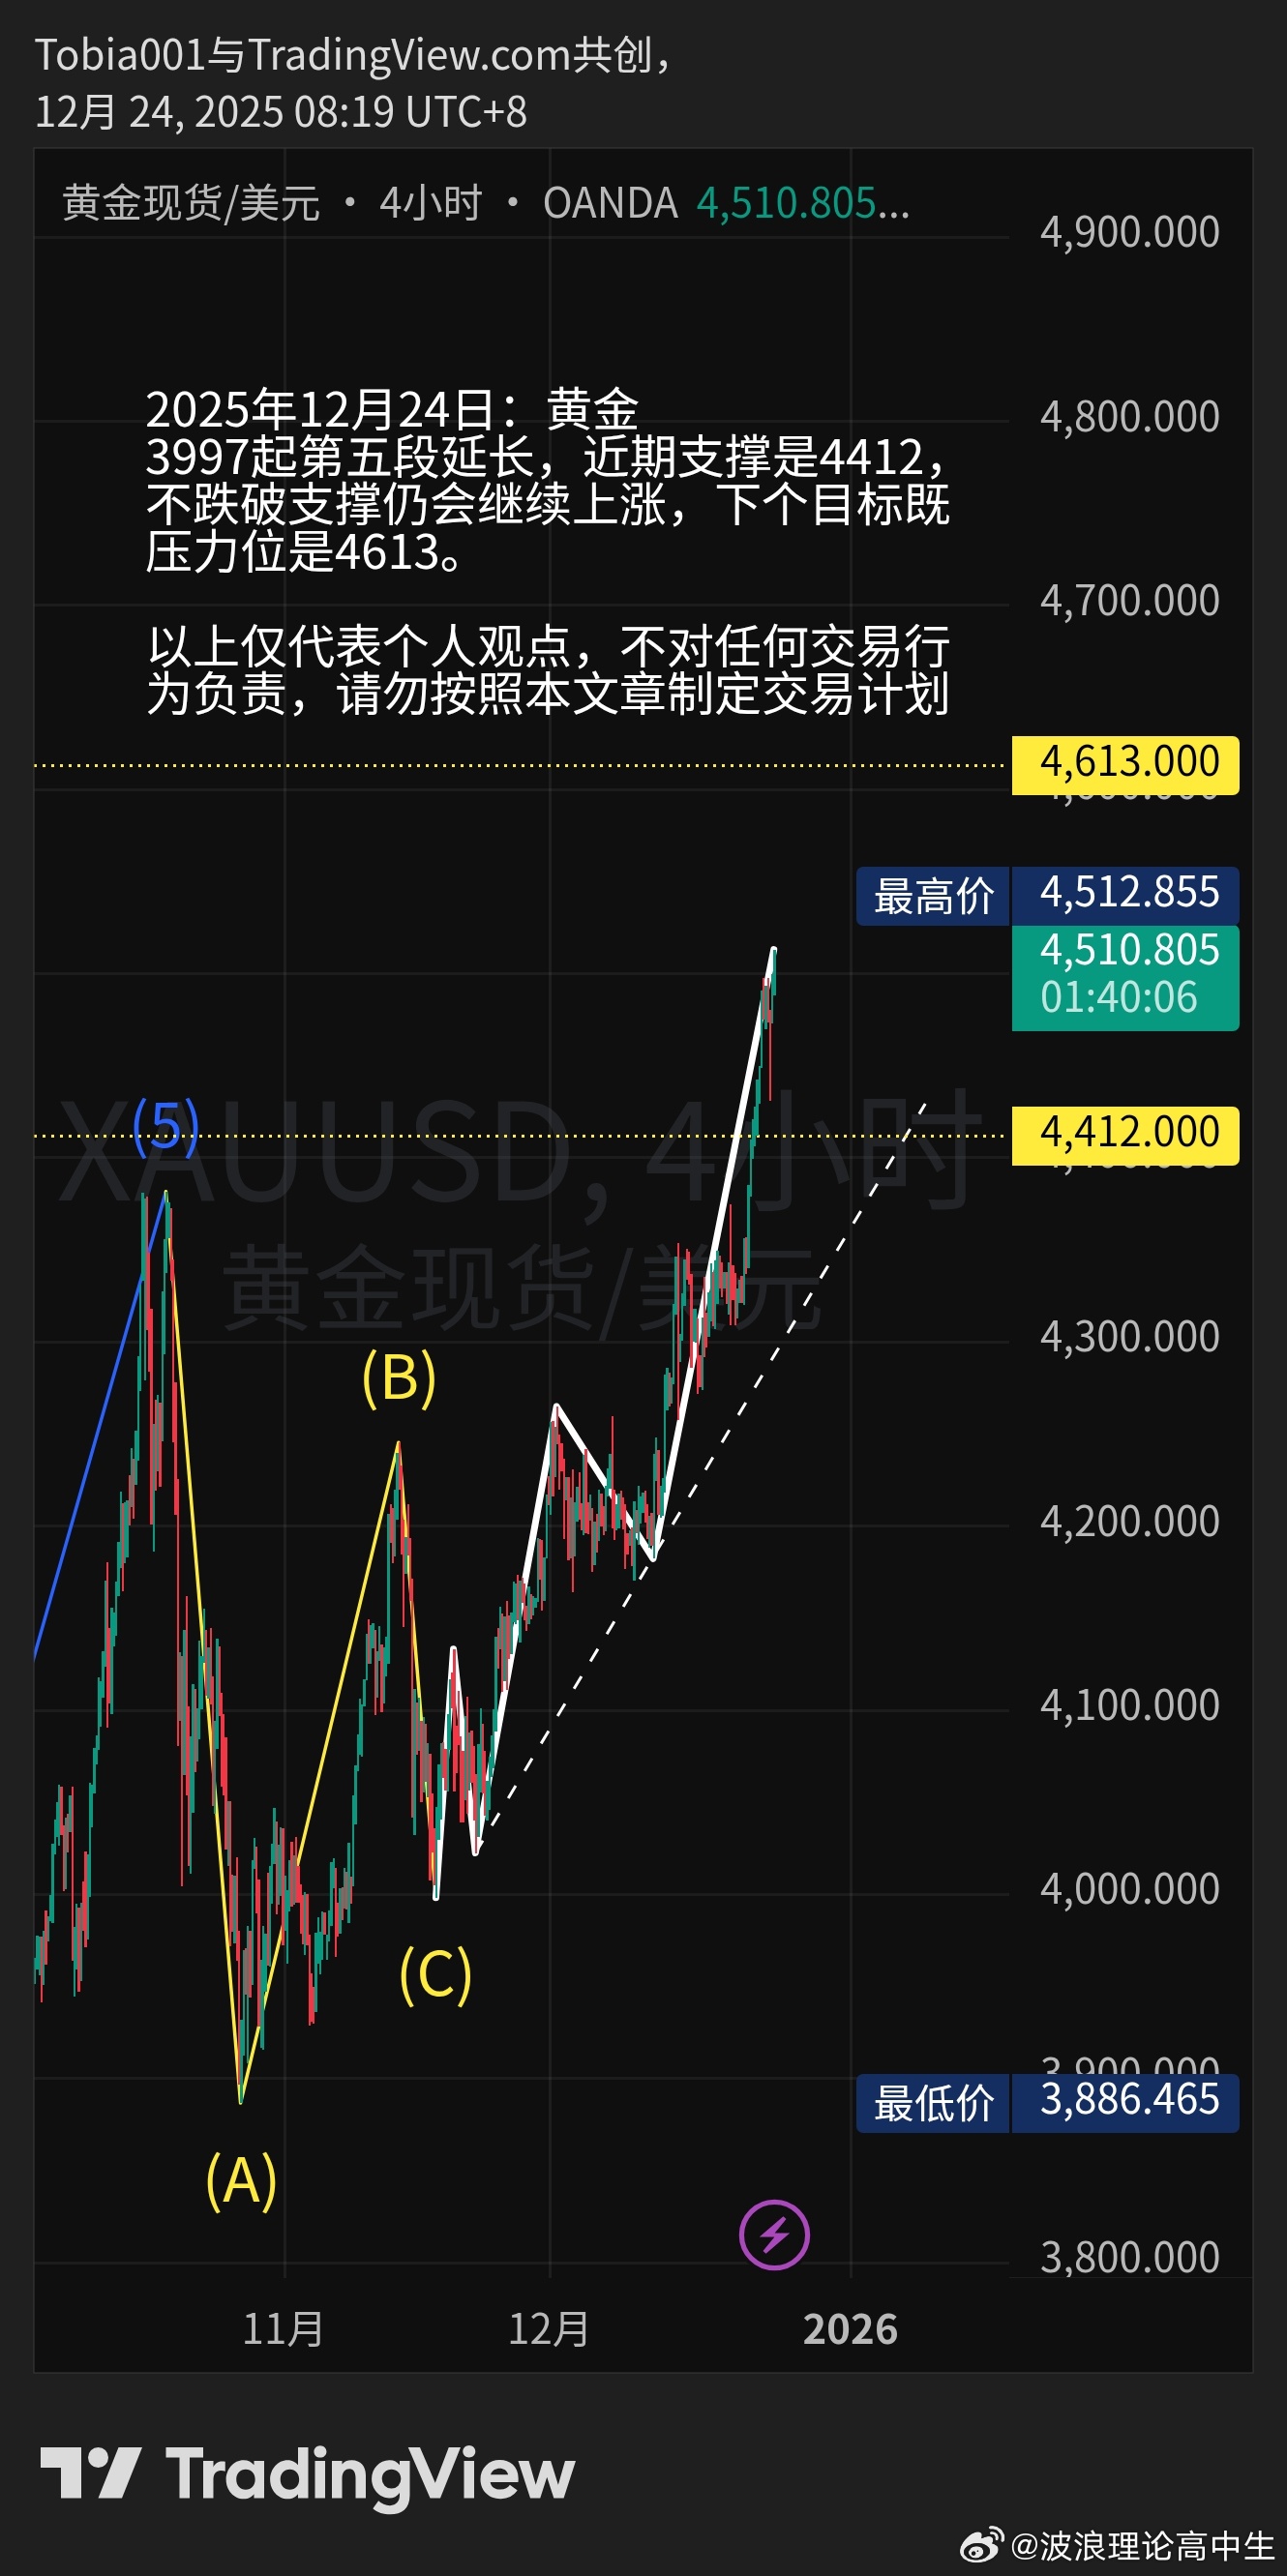 Tobia001与TradingView.com共创，
12月 24, 2025 08:19 UTC+8
黄金现货/美元 · 4小时 · OANDA 4,510.805...
4,900.000
2025年12月24日：黄金
3997起第五段延长，近期支撑是4412，
不跌破支撑仍会继续上涨，下个目标既
压力位是4613。
4,800.000
以上仅代表个人观点，不对任何交易行
为负责，请勿按照本文章制定交易计划
4,700.000
4,613.000
最高价 4,512.855
4,510.805
01:40:06
XAUUSD, 4小时
黄金现货/美元
(5)
4,412.000
4,300.000
(B)
4,200.000
4,100.000
4,000.000
(C)
3,900.000
最低价 3,886.465
(A)
3,800.000
11月 12月 2026
TradingView
@波浪理论高中生